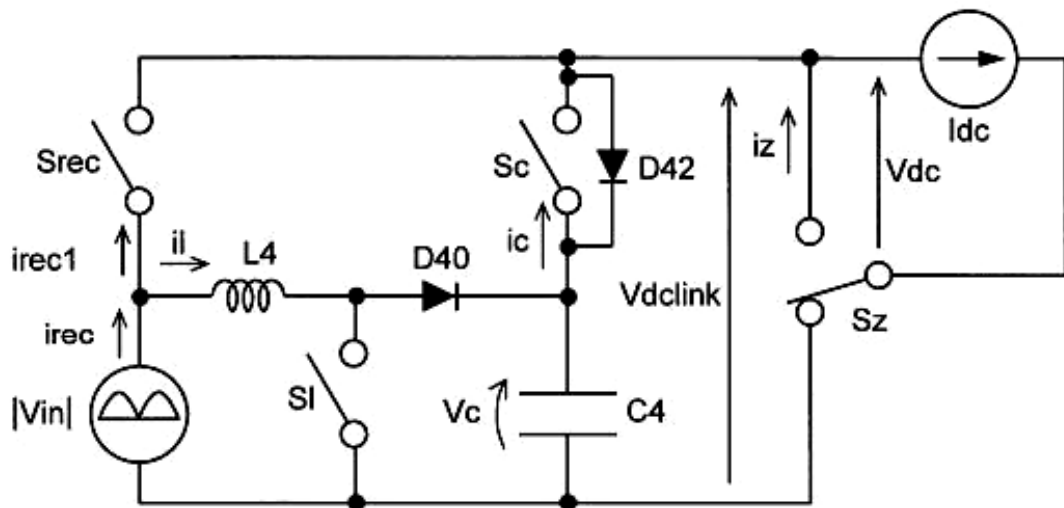 Idc
Srec
Sc
D42
iz
Vdc
irec1
il
L4
D40
ic
Vdclink
irec
Sz
|Vin|
Sl
Vc
C4